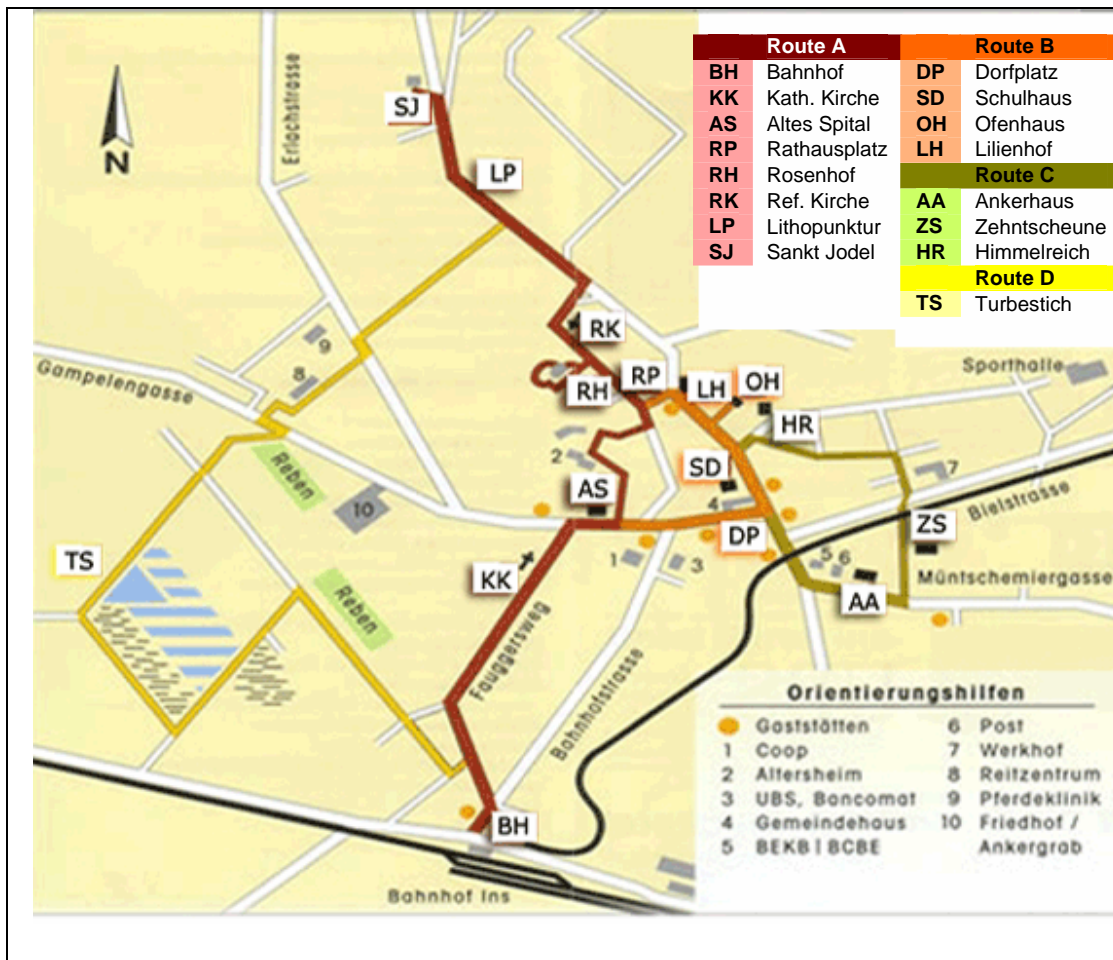 Route A
BH Bahnhof
KK Kath. Kirche
AS Altes Spital
RP Rathausplatz
RH Rosenhof
RK Ref. Kirche
LP Lithopunktur
SJ Sankt Jodel
Route B
DP Dorfplatz
SD Schulhaus
OH Ofenhaus
LH Lilienhof
Route C
AA Ankerhaus
ZS Zehntscheune
HR Himmelreich
Route D
TS Turbestich
Erlachstrasse
SJ
N
LP
RK
9
8
Gampelengasse
RH
RP
LH
OH
Sporthalle
HR
Reben
2
SD
7
10
AS
4
Bielstrasse
DP
ZS
TS
KK
1
3
5
6
AA
Müntschemiergasse
Reben
Fauggersweg
Bahnhofstrasse
BH
Bahnhof Ins
Orientierungshilfen
Gaststätten
1 Coop
2 Altersheim
3 UBS, Bancomat
4 Gemeindehaus
5 BEKB | BCBE
6 Post
7 Werkhof
8 Reitzentrum
9 Pferdeklinik
10 Friedhof /
Ankergrab